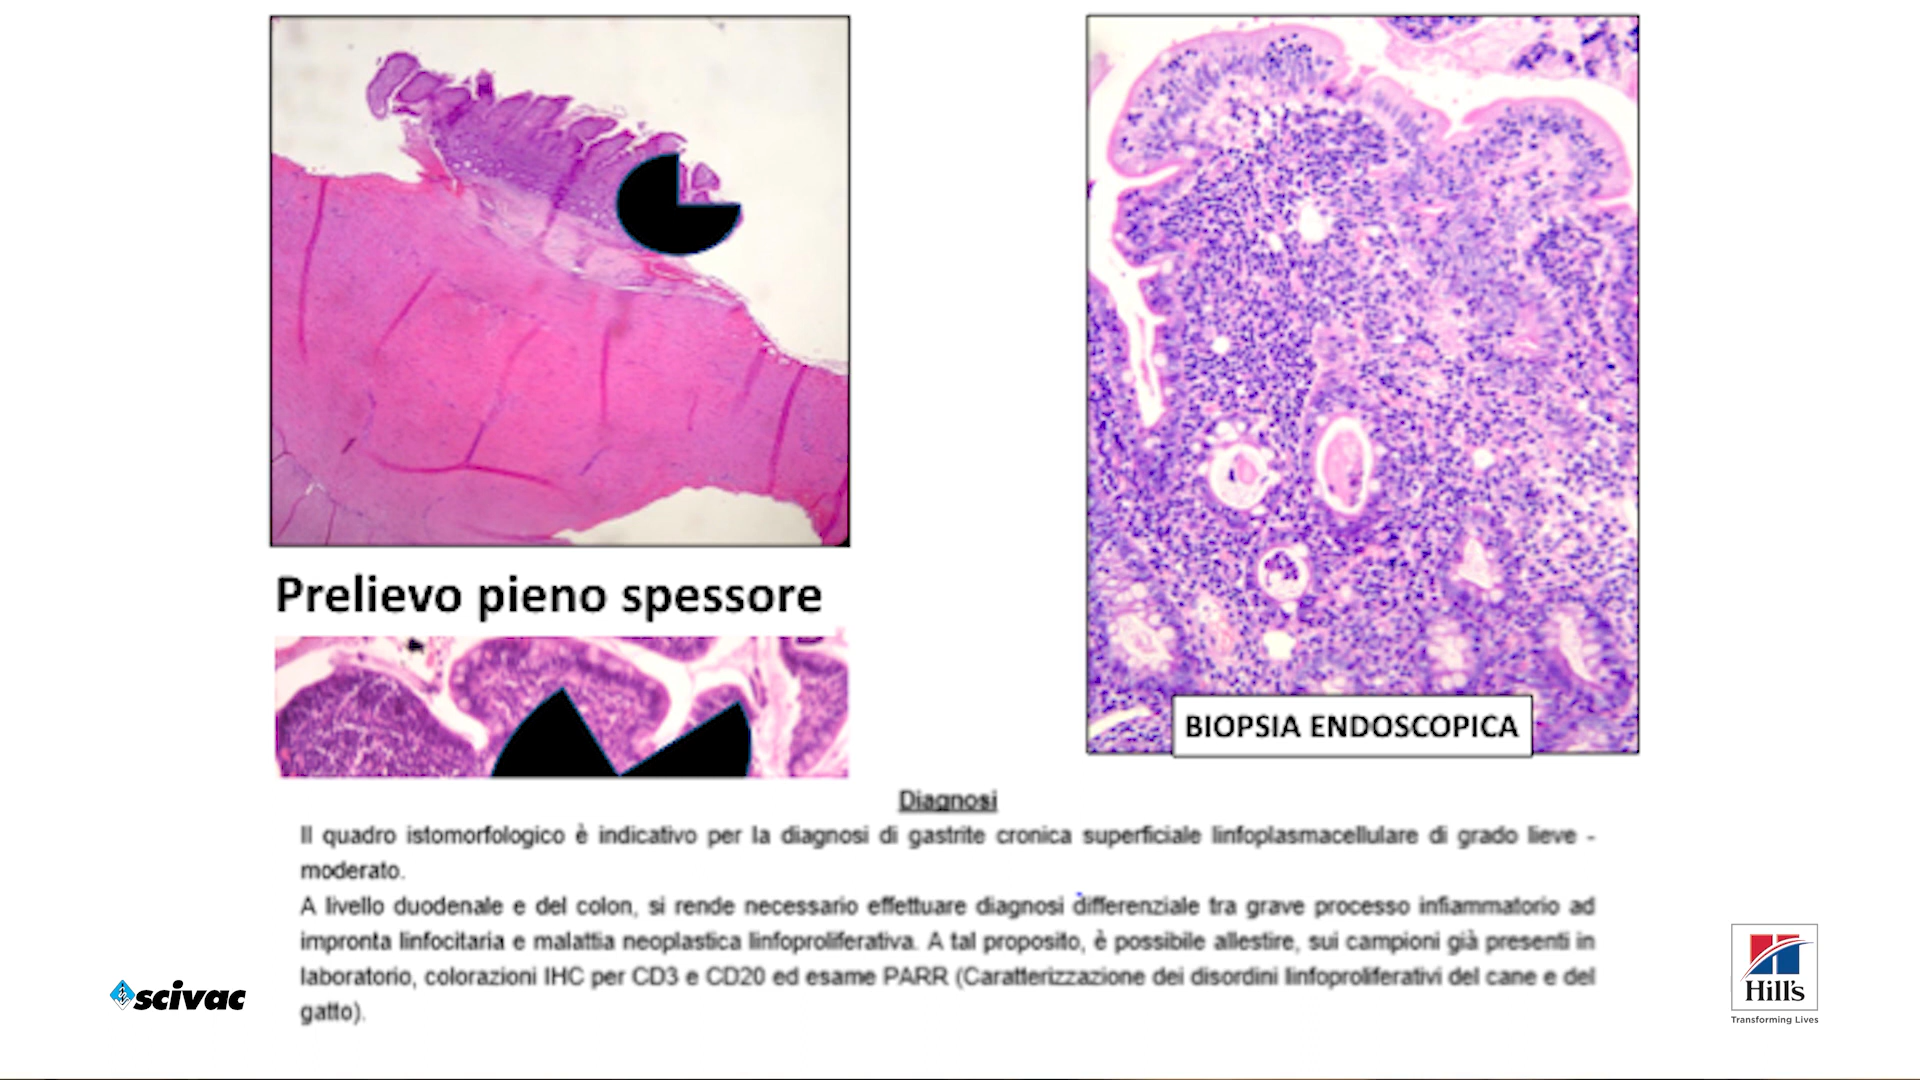 Prelievo pieno spessore
BIOPSIA ENDOSCOPICA
Diagnosi
Il quadro istomorfologico è indicativo per la diagnosi di gastrite cronica superficiale linfoplasmacellulare di grado lieve -
moderato.
A livello duodenale e del colon, si rende necessario effettuare diagnosi differenziale tra grave processo infiammatorio ad
impronta linfocitaria e malattia neoplastica linfoproliferativa. A tal proposito, è possibile allestire, sui campioni già presenti in
laboratorio, colorazioni IHC per CD3 e CD20 ed esame PARR (Caratterizzazione dei disordini linfoproliferativi del cane e del
gatto).
scivac
Hill's
Transforming Lives